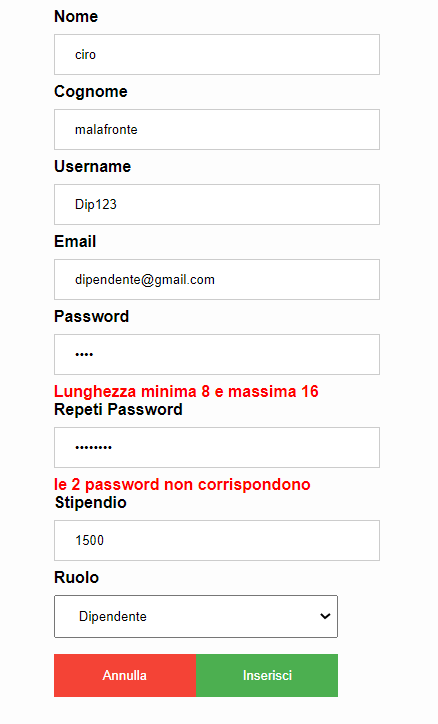 Nome
ciro
Cognome
malafronte
Username
Dip123
Email
dipendente@gmail.com
Password
••••
Lunghezza minima 8 e massima 16
Repeti Password
••••••••
le 2 password non corrispondono
Stipendio
1500
Ruolo
Dipendente
Annulla Inserisci